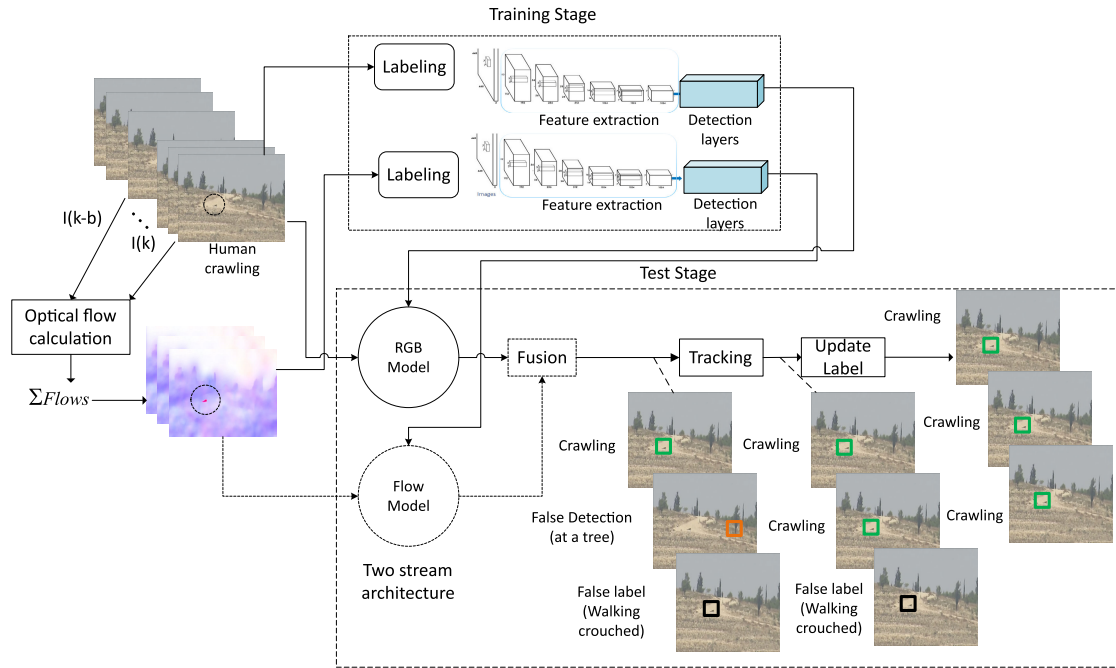 Training Stage
Labeling
Feature extraction
Detection
layers
Labeling
Images
Feature extraction
Detection
layers
I(k-b)
I(k)
Human
crawling
Optical flow
calculation
ΣFlows
Test Stage
RGB
Model
Fusion
Tracking
Update
Label
Crawling
Flow
Model
Two stream
architecture
Crawling
Crawling
Crawling
False Detection
(at a tree)
Crawling
Crawling
False label
(Walking
crouched)
False label
(Walking
crouched)